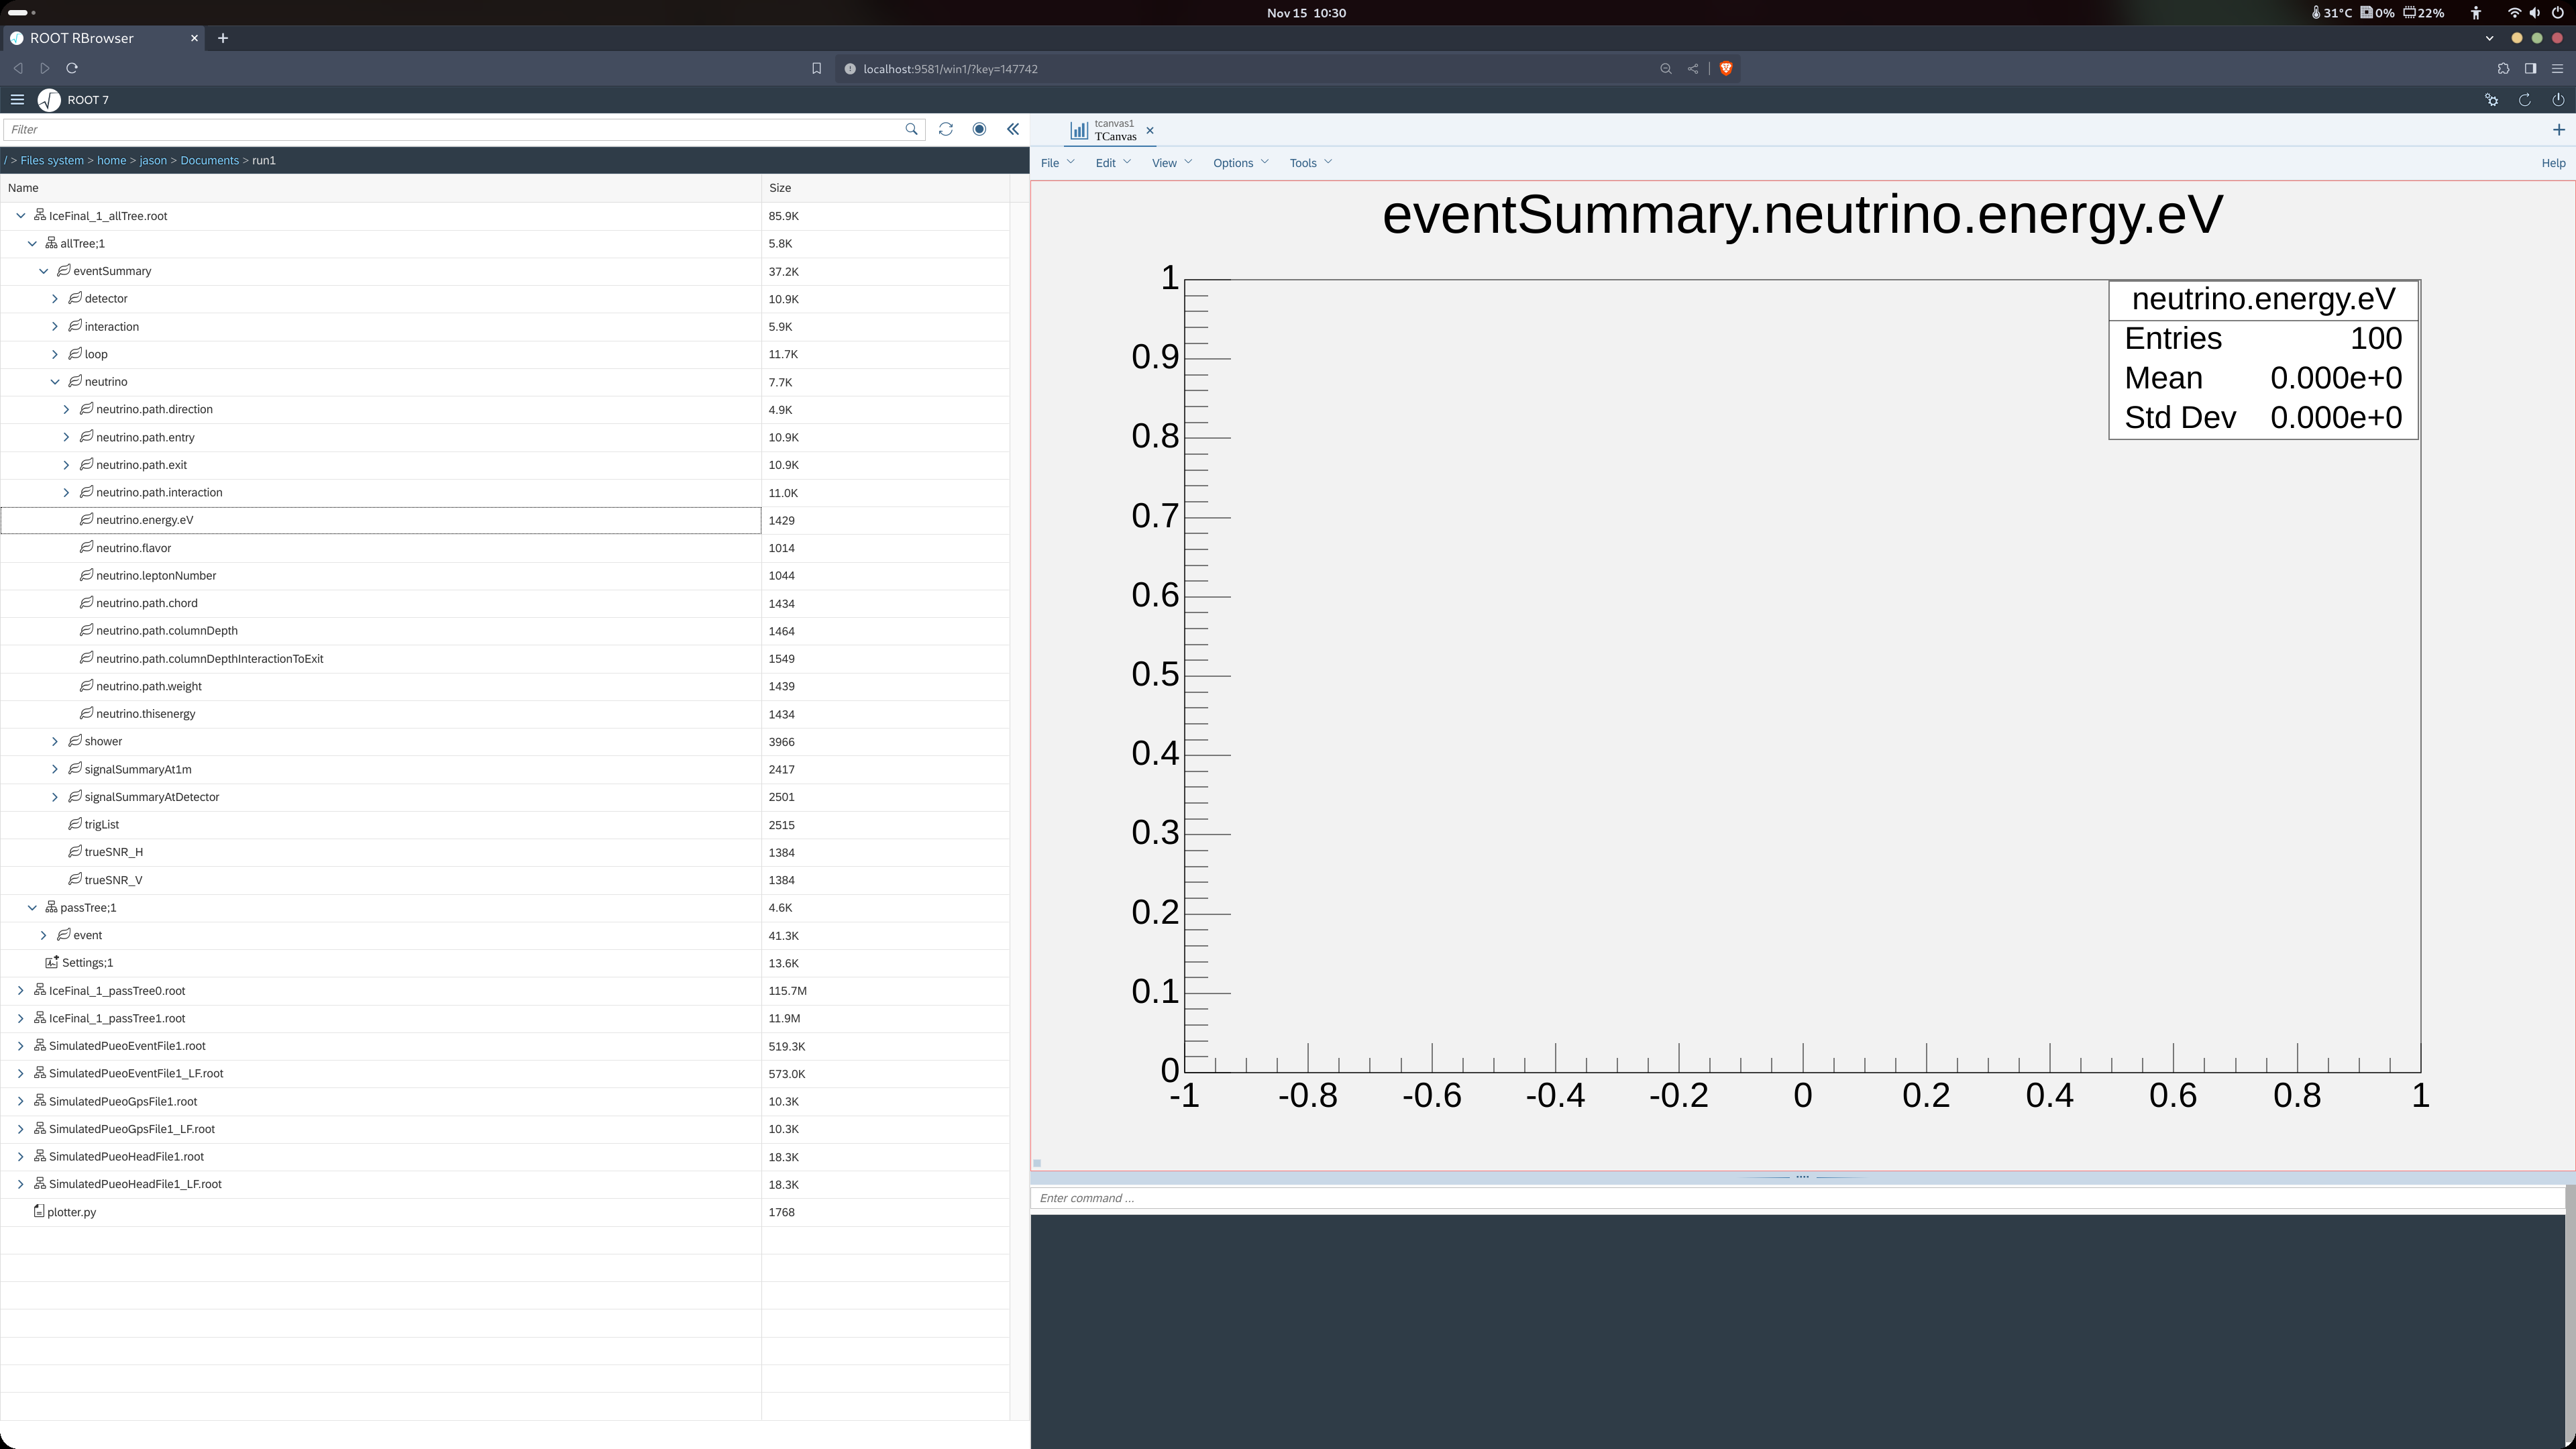 Nov 15 10:30
31°C 0% 22%
ROOT RBrowser
localhost:9581/win1/?key=147742
ROOT 7
Filter
/ > Files system > home > jason > Documents > run1
Name Size
IceFinal_1_allTree.root 85.9K
allTree;1 5.8K
eventSummary 37.2K
detector 10.9K
interaction 5.9K
loop 11.7K
neutrino 7.7K
neutrino.path.direction 4.9K
neutrino.path.entry 10.9K
neutrino.path.exit 10.9K
neutrino.path.interaction 11.0K
neutrino.energy.eV 1429
neutrino.flavor 1014
neutrino.leptonNumber 1044
neutrino.path.chord 1434
neutrino.path.columnDepth 1464
neutrino.path.columnDepthInteractionToExit 1549
neutrino.path.weight 1439
neutrino.thisenergy 1434
shower 3966
signalSummaryAt1m 2417
signalSummaryAtDetector 2501
trigList 2515
trueSNR_H 1384
trueSNR_V 1384
passTree;1 4.6K
event 41.3K
Settings;1 13.6K
IceFinal_1_passTree0.root 115.7M
IceFinal_1_passTree1.root 11.9M
SimulatedPueoEventFile1.root 519.3K
SimulatedPueoEventFile1_LF.root 573.0K
SimulatedPueoGpsFile1.root 10.3K
SimulatedPueoGpsFile1_LF.root 10.3K
SimulatedPueoHeadFile1.root 18.3K
SimulatedPueoHeadFile1_LF.root 18.3K
plotter.py 1768
tcanvas1
TCanvas
File Edit View Options Tools Help
eventSummary.neutrino.energy.eV
neutrino.energy.eV
Entries 100
Mean 0.000e+0
Std Dev 0.000e+0
1
0.9
0.8
0.7
0.6
0.5
0.4
0.3
0.2
0.1
0
-1 -0.8 -0.6 -0.4 -0.2 0 0.2 0.4 0.6 0.8 1
Enter command ...